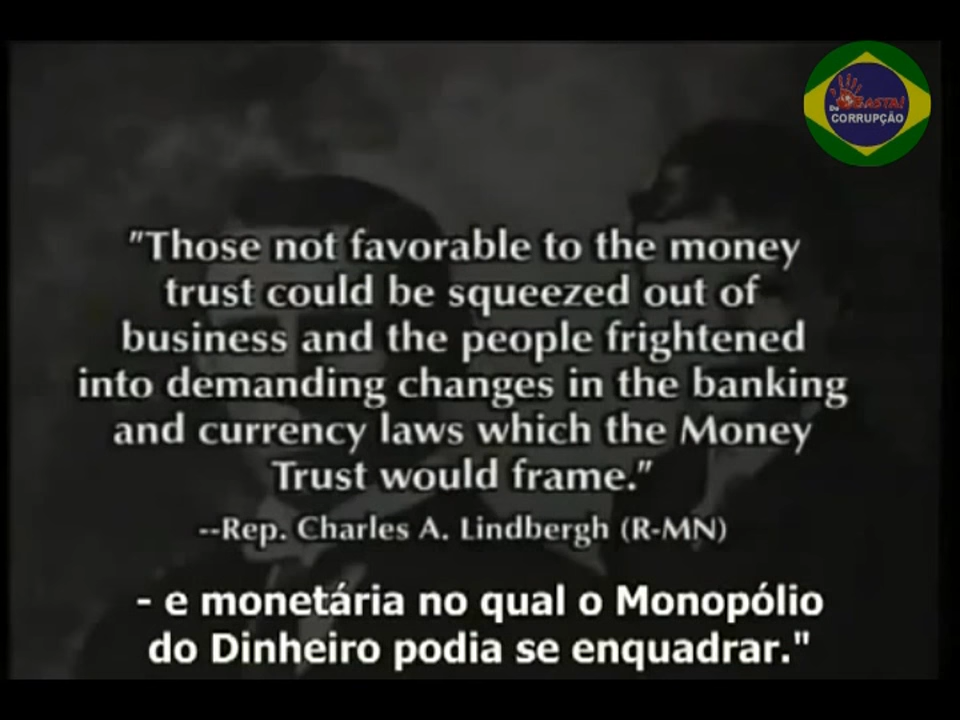 BASTA!
De
CORRUPÇÃO
"Those not favorable to the money
trust could be squeezed out of
business and the people frightened
into demanding changes in the banking
and currency laws which the Money
Trust would frame."
--Rep. Charles A. Lindbergh (R-MN)
- e monetária no qual o Monopólio
do Dinheiro podia se enquadrar."